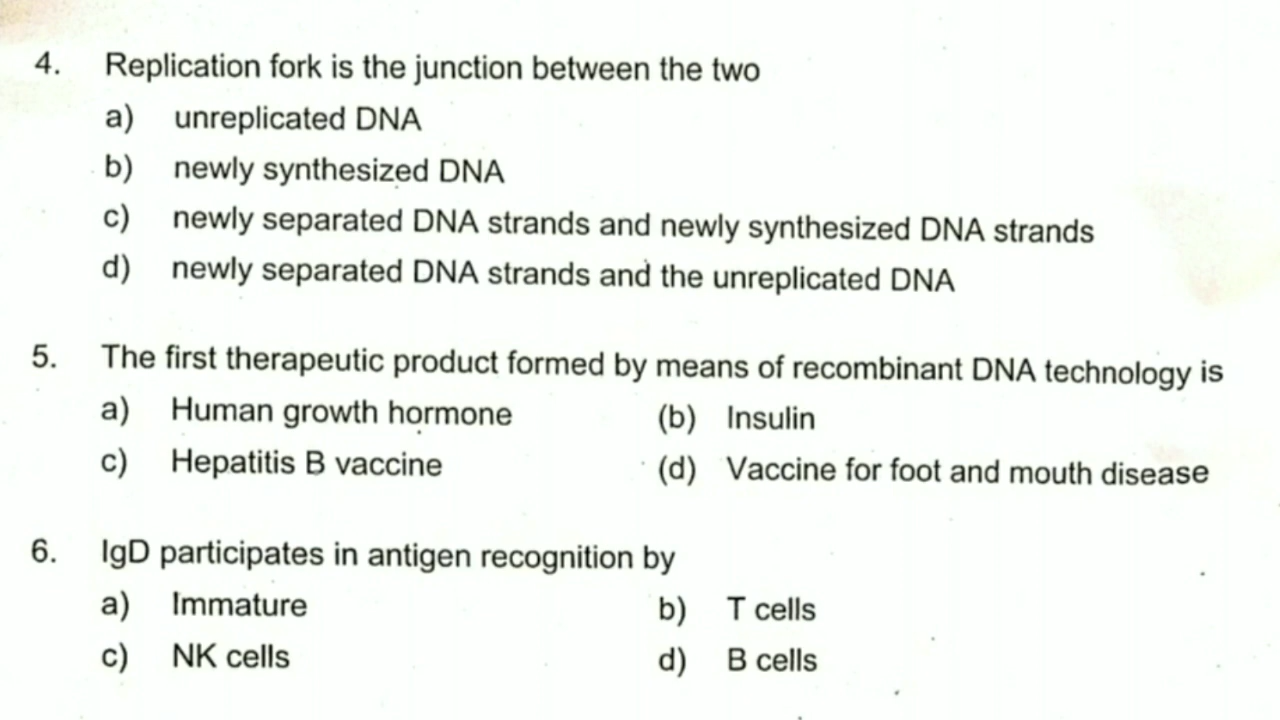 4. Replication fork is the junction between the two
a) unreplicated DNA
b) newly synthesized DNA
c) newly separated DNA strands and newly synthesized DNA strands
d) newly separated DNA strands and the unreplicated DNA
5. The first therapeutic product formed by means of recombinant DNA technology is
a) Human growth hormone (b) Insulin
c) Hepatitis B vaccine (d) Vaccine for foot and mouth disease
6. IgD participates in antigen recognition by
a) Immature b) T cells
c) NK cells d) B cells